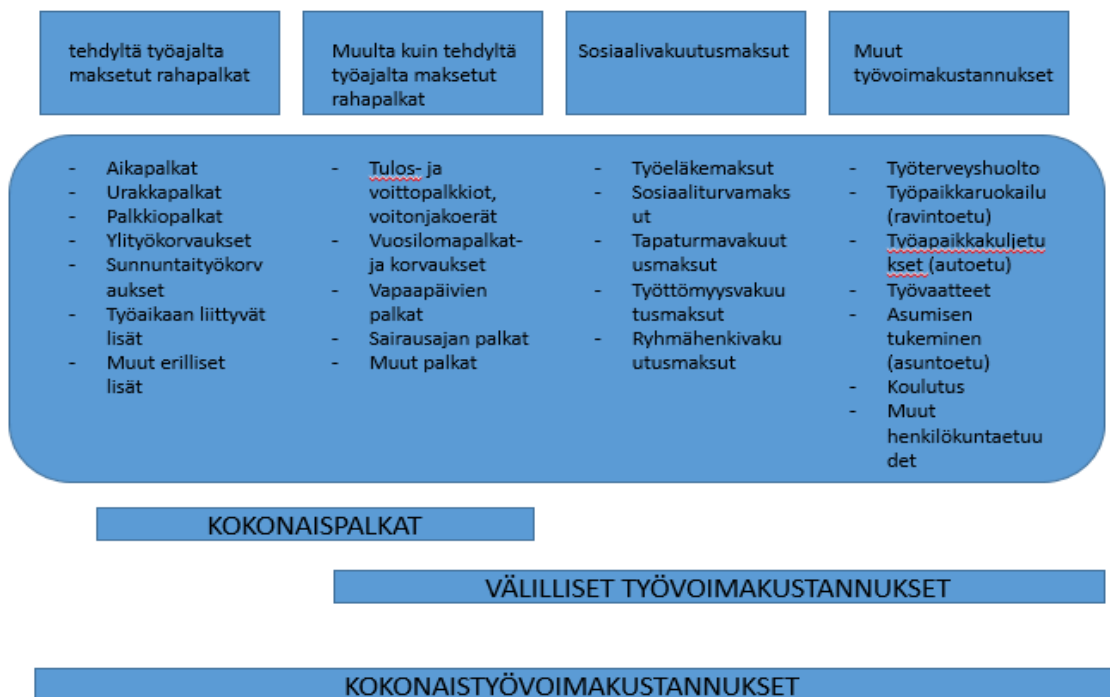 tehdyltä työajalta
maksetut rahapalkat
Muulta kuin tehdyltä
työajalta maksetut
rahapalkat
Sosiaalivakuutusmaksut
Muut
työvoimakustannukset
- Aikapalkat
- Urakkapalkat
- Palkkiopalkat
- Ylityökorvaukset
- Sunnuntaityökorv
aukset
- Työaikaan liittyvät
lisät
- Muut erilliset
lisät
- Tulos- ja
voittopalkkiot,
voitonjakoerät
- Vuosilomapalkat-
ja korvaukset
- Vapaapäivien
palkat
- Sairausajan palkat
- Muut palkat
- Työeläkemaksut
- Sosiaaliturvamaks
ut
- Tapaturmavakuut
usmaksut
- Työttömyysvakuu
tusmaksut
- Ryhmähenkivaku
utusmaksut
- Työterveyshuolto
- Työpaikkaruokailu
(ravintoetu)
- Työapaikkakuljetu
kset (autoetu)
- Työvaatteet
- Asumisen
tukeminen
(asuntoetu)
- Koulutus
- Muut
henkilökuntaetuu
det
KOKONAISPALKAT
VÄLILLISET TYÖVOIMAKUSTANNUKSET
KOKONAISTYÖVOIMAKUSTANNUKSET